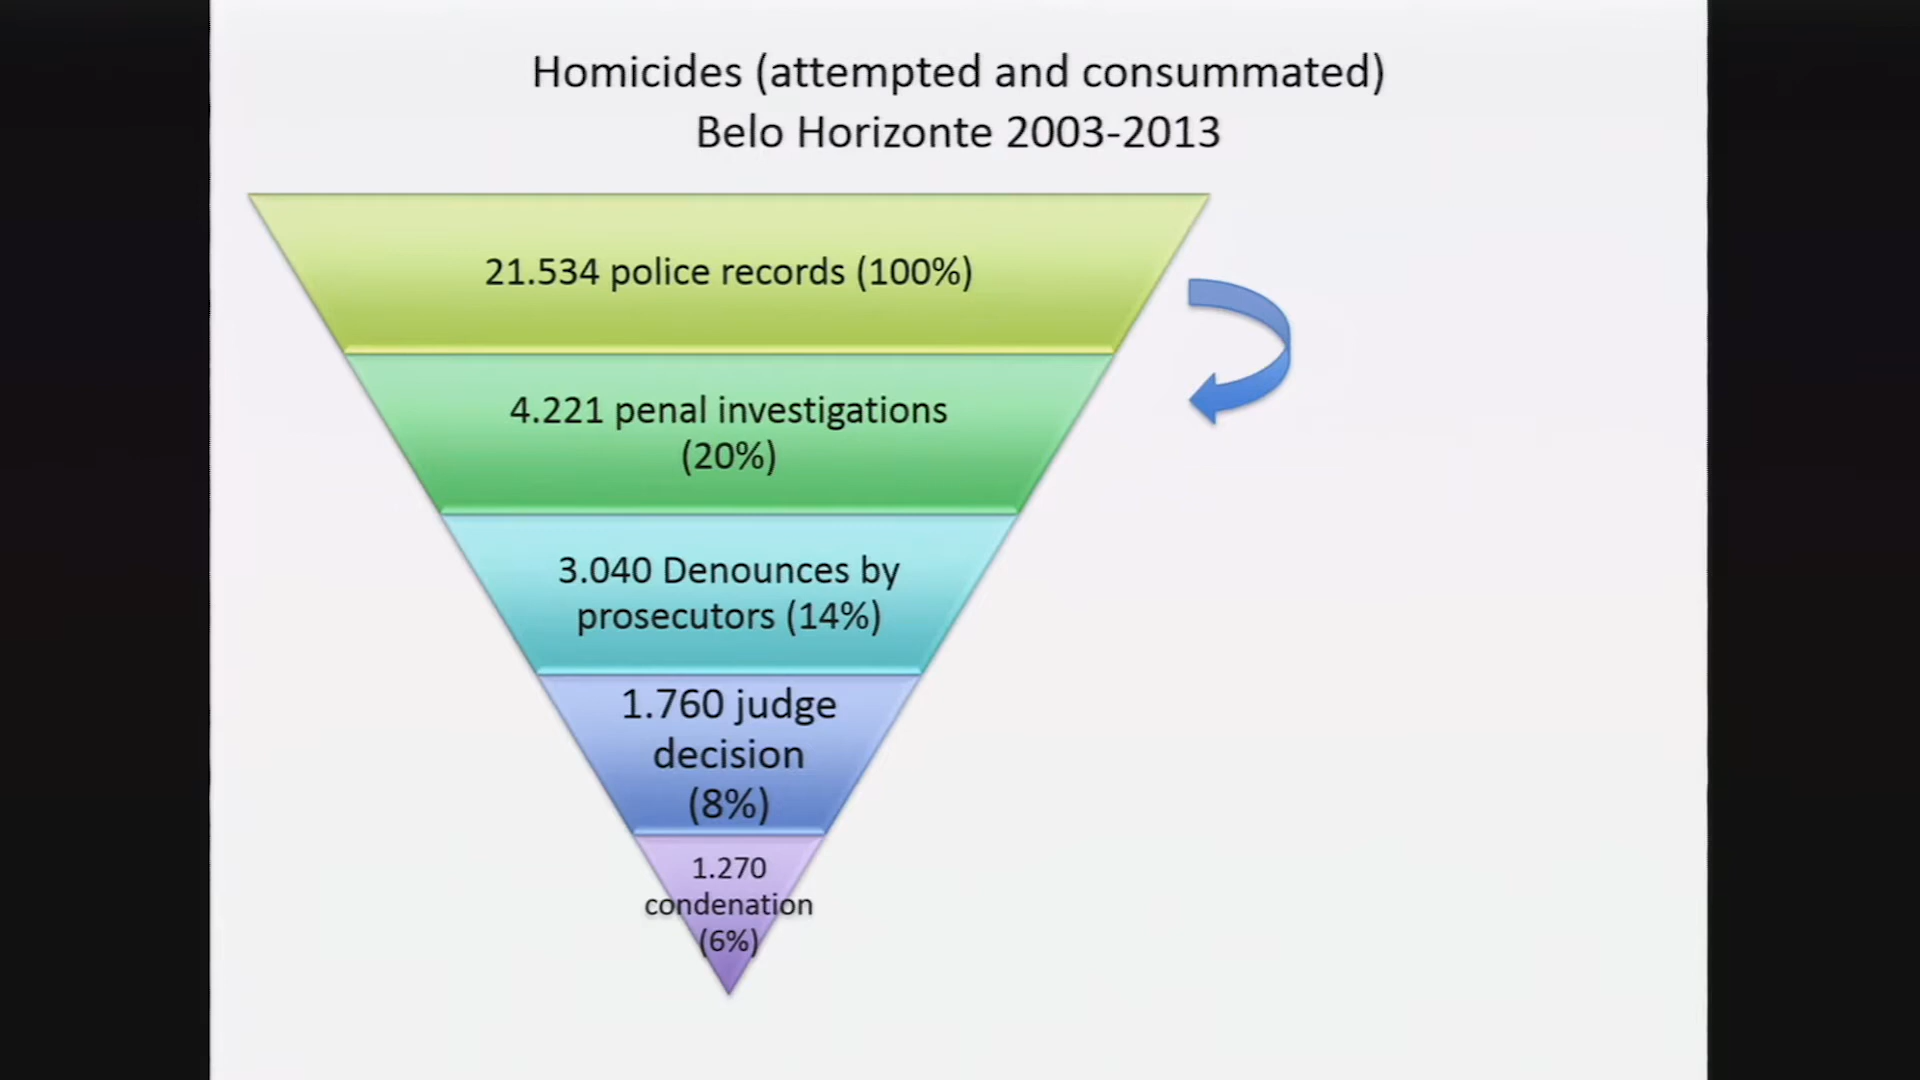 Homicides (attempted and consummated)
Belo Horizonte 2003-2013
21.534 police records (100%)
4.221 penal investigations
(20%)
3.040 Denounces by
prosecutors (14%)
1.760 judge
decision
(8%)
1.270
condenation
(6%)